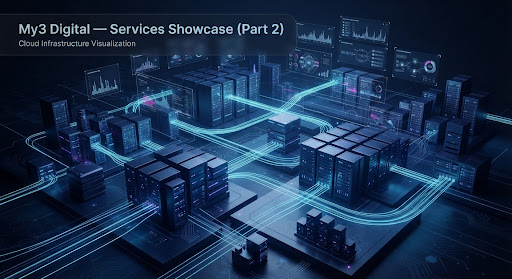 My3 Digital — Services Showcase (Part 2)
Cloud Infrastructure Visualization